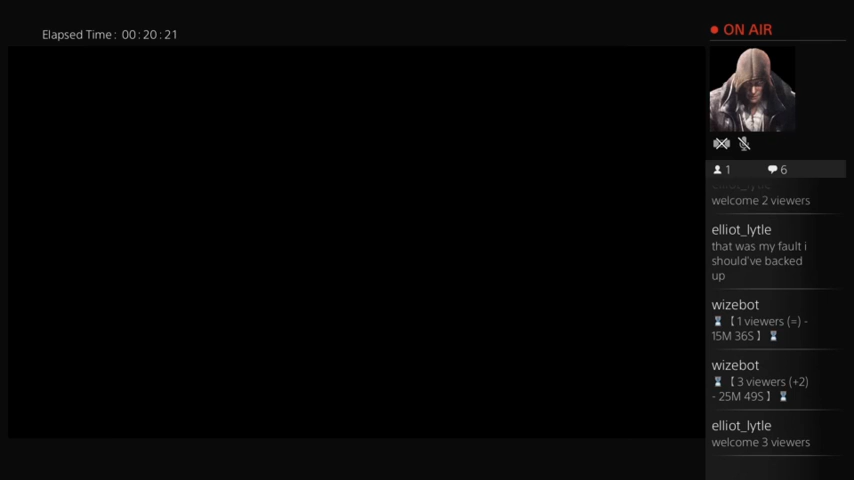 Elapsed Time: 00:20:21
ON AIR
1 6
welcome 2 viewers
elliot_lytle
that was my fault i
should've backed
up
wizebot
⌛【 1 viewers (=) -
15M 36S 】 ⌛
wizebot
⌛【 3 viewers (+2)
- 25M 49S 】 ⌛
elliot_lytle
welcome 3 viewers